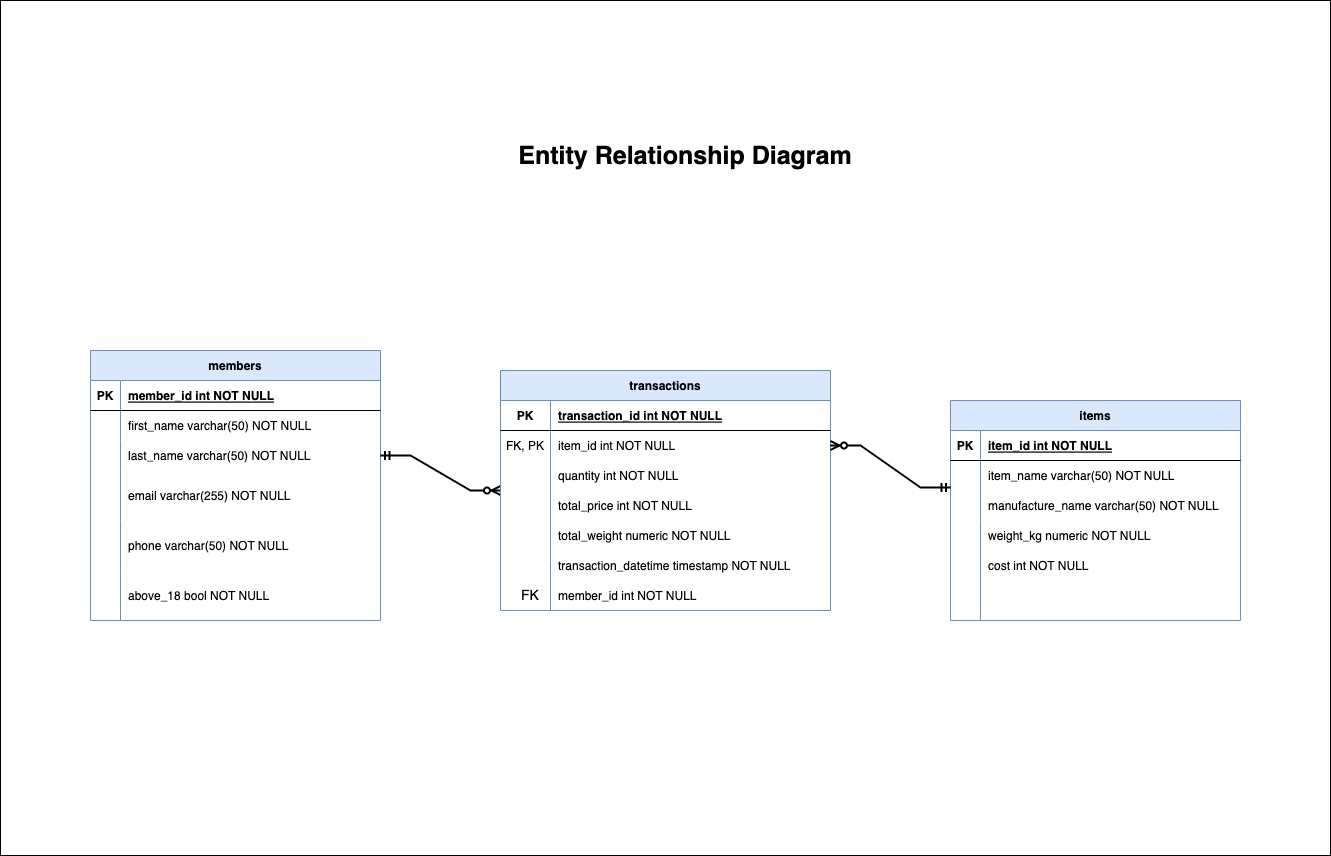 Entity Relationship Diagram
members
PK member_id int NOT NULL
first_name varchar(50) NOT NULL
last_name varchar(50) NOT NULL
email varchar(255) NOT NULL
phone varchar(50) NOT NULL
above_18 bool NOT NULL
transactions
PK transaction_id int NOT NULL
FK, PK item_id int NOT NULL
quantity int NOT NULL
total_price int NOT NULL
total_weight numeric NOT NULL
transaction_datetime timestamp NOT NULL
FK member_id int NOT NULL
items
PK item_id int NOT NULL
item_name varchar(50) NOT NULL
manufacture_name varchar(50) NOT NULL
weight_kg numeric NOT NULL
cost int NOT NULL